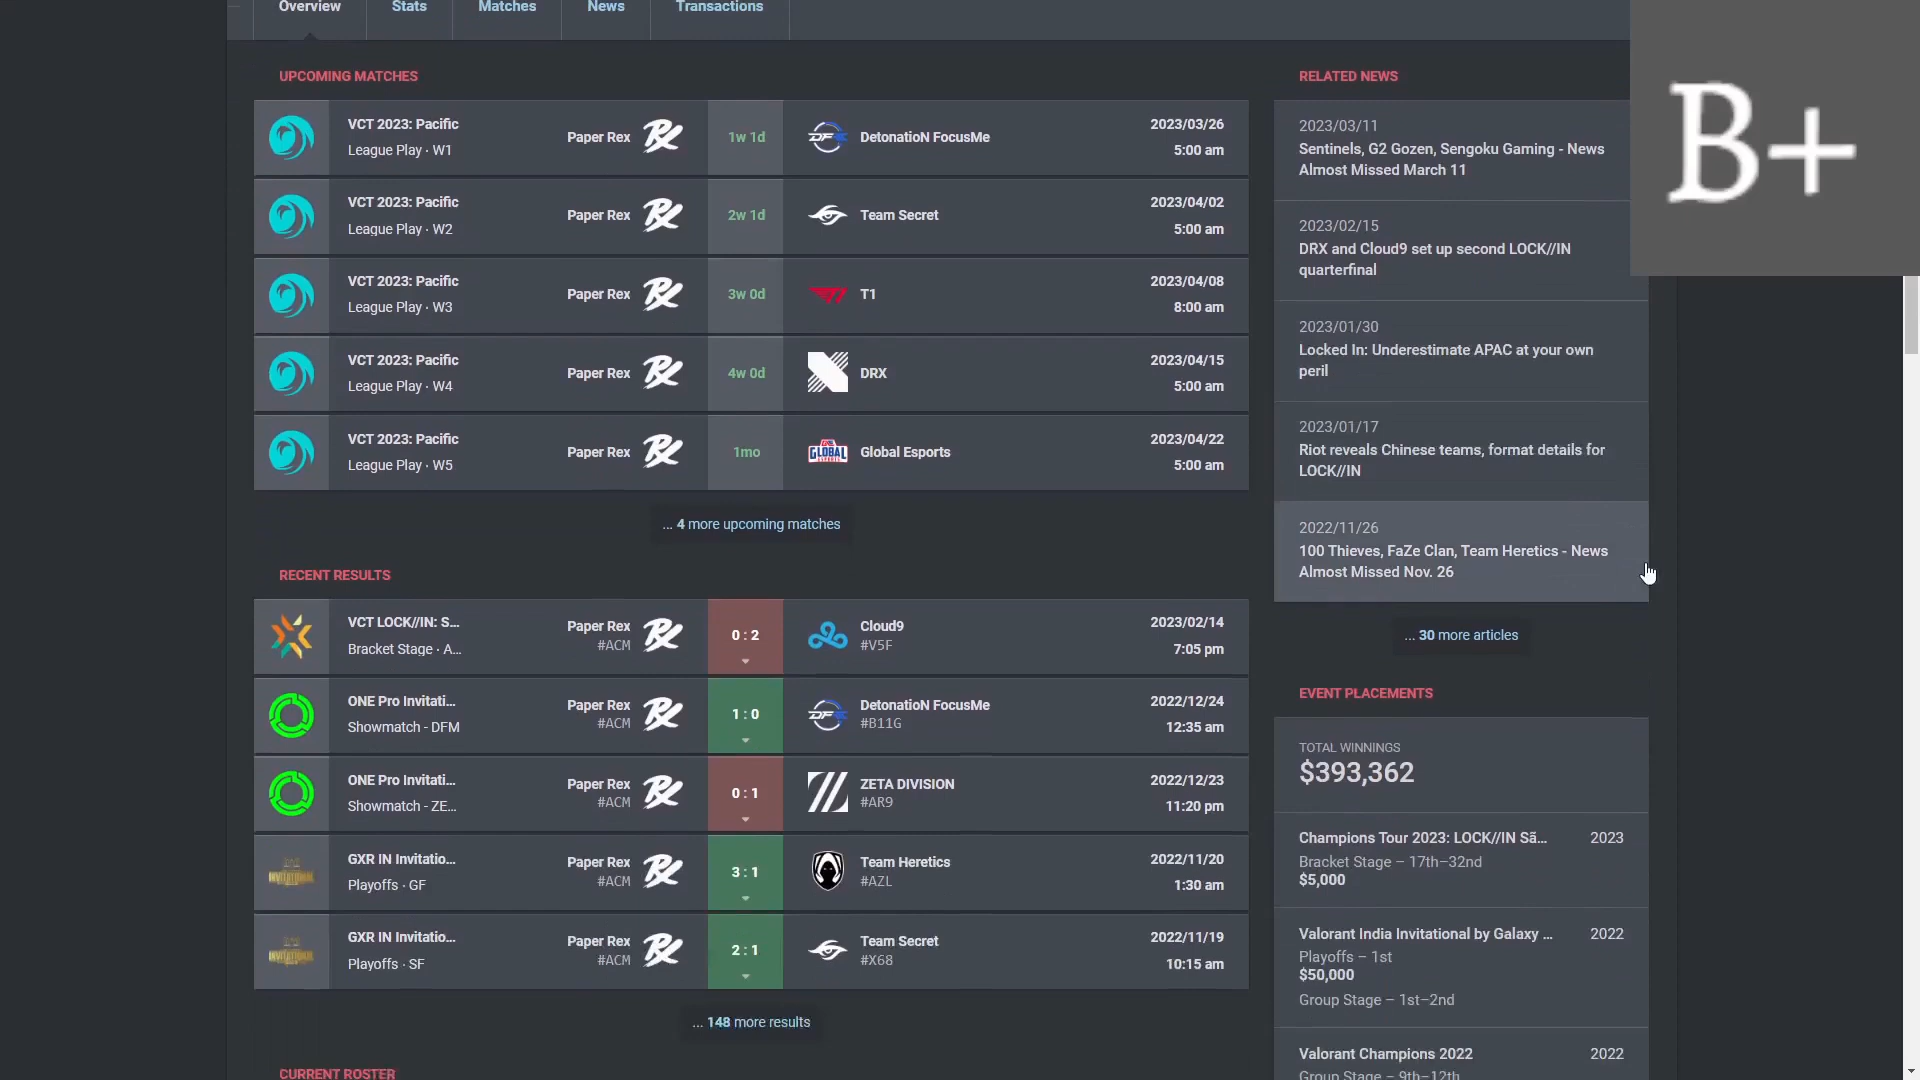 Overview
Stats
Matches
News
Transactions
UPCOMING MATCHES
VCT 2023: Pacific
League Play · W1
Paper Rex
1w 1d
DetonatioN FocusMe
2023/03/26
5:00 am
VCT 2023: Pacific
League Play · W2
Paper Rex
2w 1d
Team Secret
2023/04/02
5:00 am
VCT 2023: Pacific
League Play · W3
Paper Rex
3w 0d
T1
2023/04/08
8:00 am
VCT 2023: Pacific
League Play · W4
Paper Rex
4w 0d
DRX
2023/04/15
5:00 am
VCT 2023: Pacific
League Play · W5
Paper Rex
1mo
GLOBAL
Global Esports
2023/04/22
5:00 am
... 4 more upcoming matches
RECENT RESULTS
VCT LOCK//IN: S...
Bracket Stage · A...
Paper Rex
#ACM
0 : 2
Cloud9
#V5F
2023/02/14
7:05 pm
ONE Pro Invitati...
Showmatch - DFM
Paper Rex
#ACM
1 : 0
DetonatioN FocusMe
#B11G
2022/12/24
12:35 am
ONE Pro Invitati...
Showmatch - ZE...
Paper Rex
#ACM
0 : 1
ZETA DIVISION
#AR9
2022/12/23
11:20 pm
GXR IN Invitatio...
Playoffs · GF
Paper Rex
#ACM
3 : 1
Team Heretics
#AZL
2022/11/20
1:30 am
GXR IN Invitatio...
Playoffs · SF
Paper Rex
#ACM
2 : 1
Team Secret
#X68
2022/11/19
10:15 am
... 148 more results
CURRENT ROSTER
RELATED NEWS
2023/03/11
Sentinels, G2 Gozen, Sengoku Gaming - News
Almost Missed March 11
2023/02/15
DRX and Cloud9 set up second LOCK//IN
quarterfinal
2023/01/30
Locked In: Underestimate APAC at your own
peril
2023/01/17
Riot reveals Chinese teams, format details for
LOCK//IN
2022/11/26
100 Thieves, FaZe Clan, Team Heretics - News
Almost Missed Nov. 26
... 30 more articles
EVENT PLACEMENTS
TOTAL WINNINGS
$393,362
Champions Tour 2023: LOCK//IN Sã...
2023
Bracket Stage – 17th–32nd
$5,000
Valorant India Invitational by Galaxy ...
2022
Playoffs – 1st
$50,000
Group Stage – 1st–2nd
Valorant Champions 2022
2022
Group Stage – 9th–12th
B+